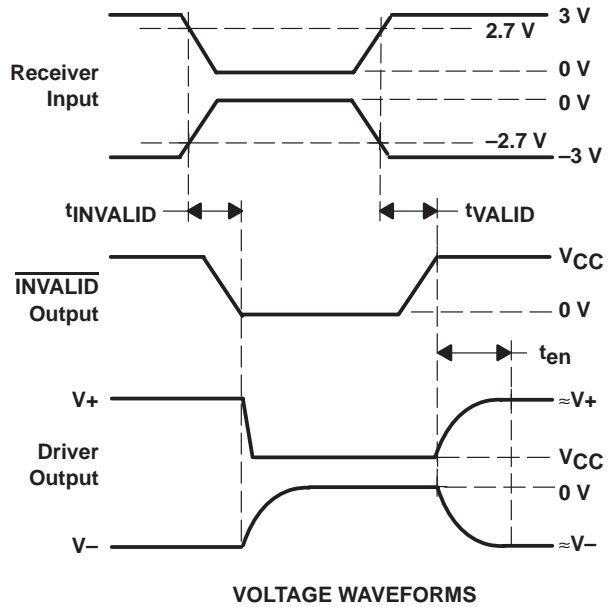 3 V
2.7 V
Receiver
Input
0 V
0 V
–2.7 V
–3 V
tINVALID
tVALID
INVALID
Output
VCC
0 V
ten
V+
≈V+
Driver
Output
VCC
0 V
V–
≈V–
VOLTAGE WAVEFORMS